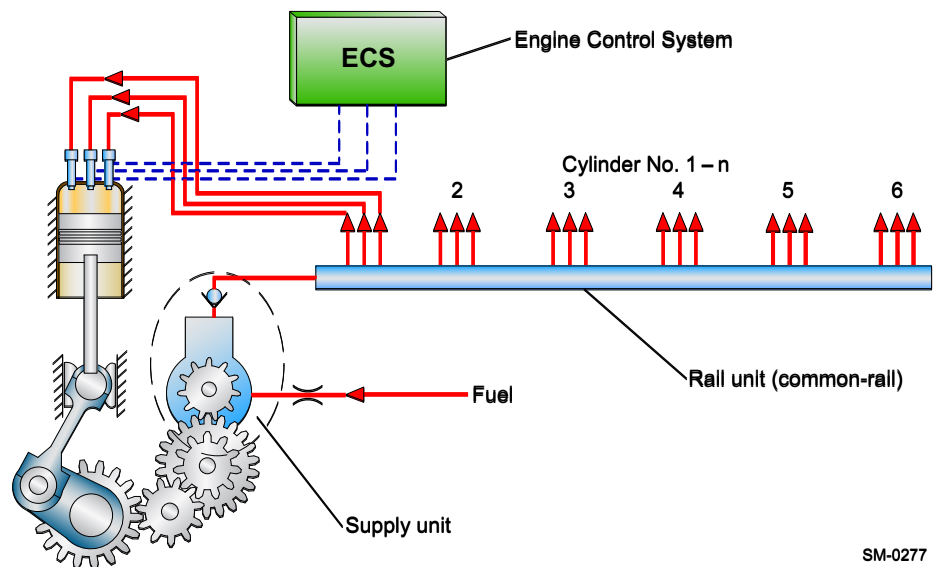 ECS
Engine Control System
Cylinder No. 1 – n
2 3 4 5 6
Rail unit (common-rail)
Fuel
Supply unit
SM-0277